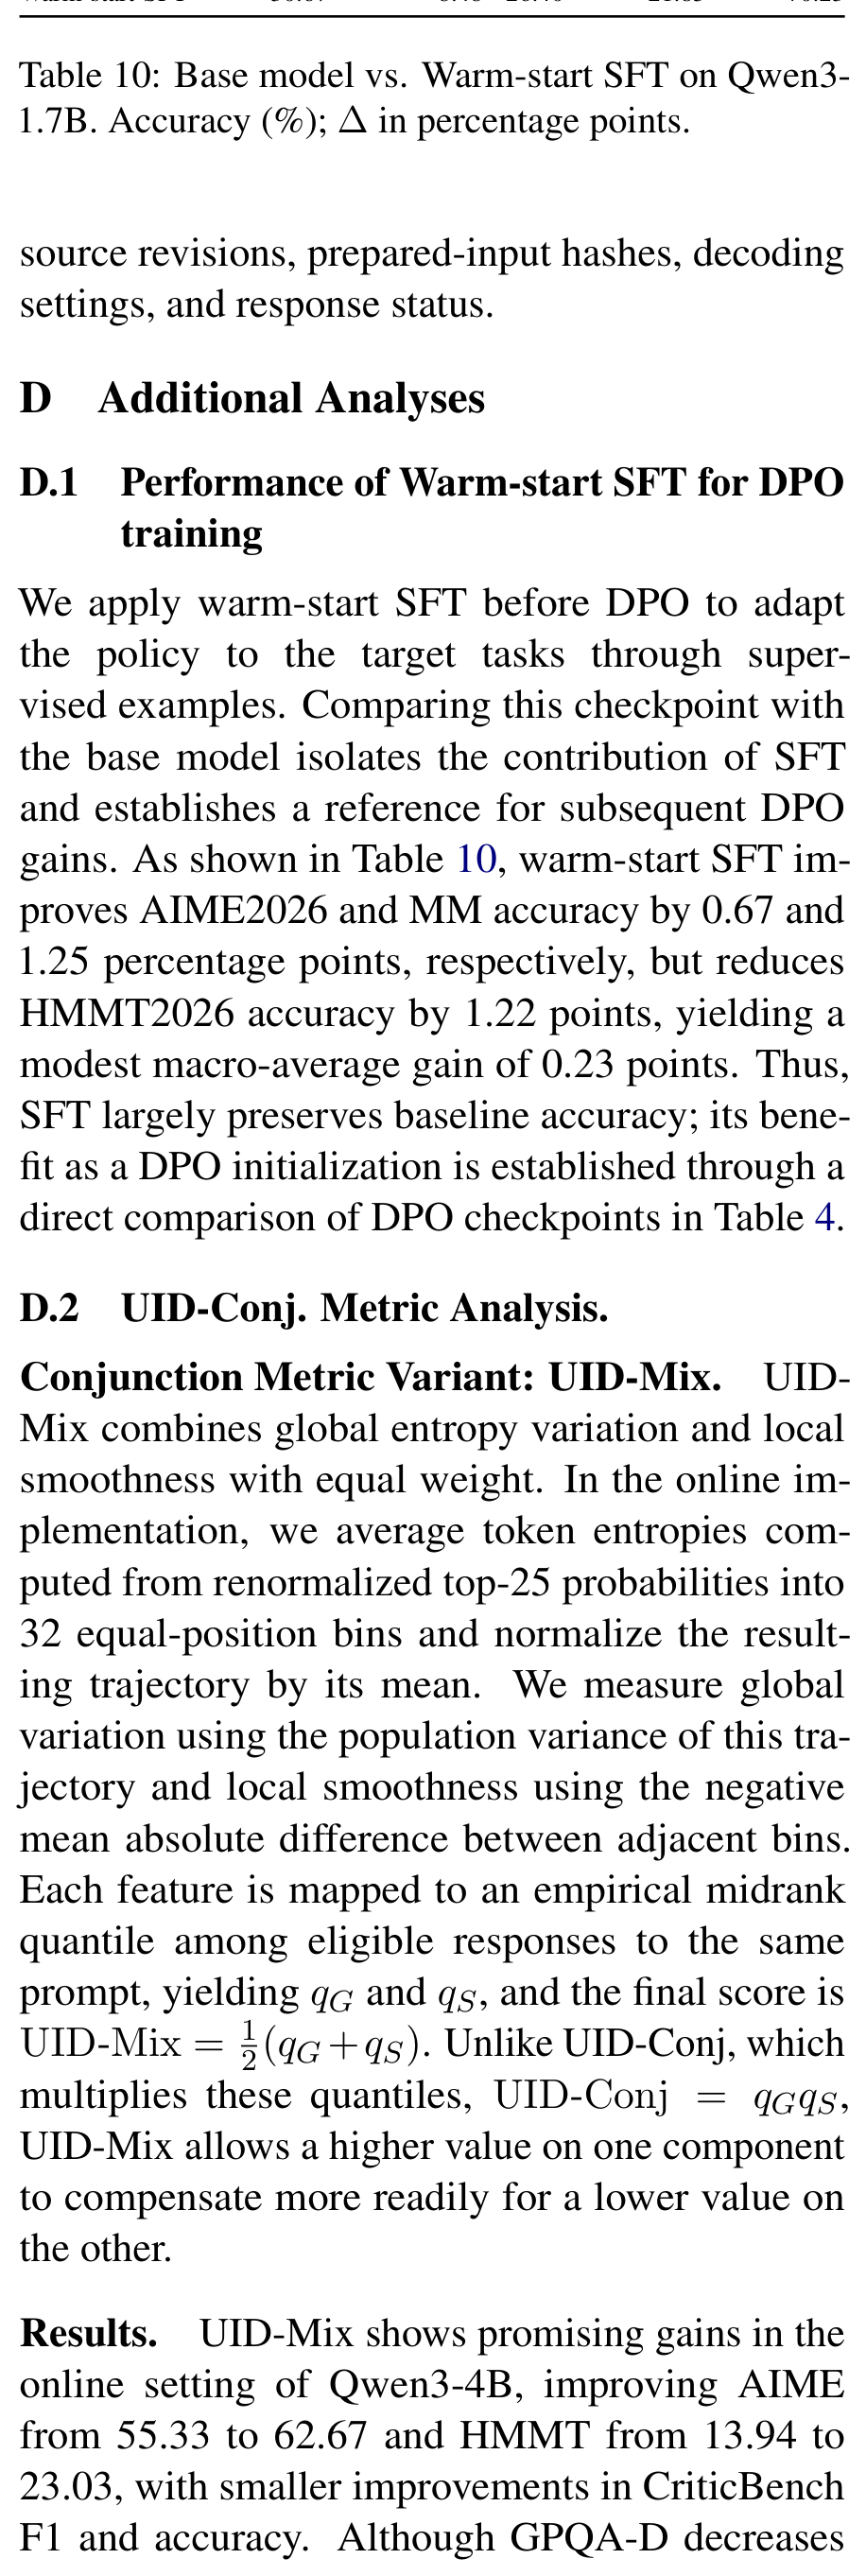 Table 10: Base model vs. Warm-start SFT on Qwen3-
1.7B. Accuracy (%); Δ in percentage points.
source revisions, prepared-input hashes, decoding
settings, and response status.
D Additional Analyses
D.1 Performance of Warm-start SFT for DPO
training
We apply warm-start SFT before DPO to adapt
the policy to the target tasks through super-
vised examples. Comparing this checkpoint with
the base model isolates the contribution of SFT
and establishes a reference for subsequent DPO
gains. As shown in Table 10, warm-start SFT im-
proves AIME2026 and MM accuracy by 0.67 and
1.25 percentage points, respectively, but reduces
HMMT2026 accuracy by 1.22 points, yielding a
modest macro-average gain of 0.23 points. Thus,
SFT largely preserves baseline accuracy; its bene-
fit as a DPO initialization is established through a
direct comparison of DPO checkpoints in Table 4.
D.2 UID-Conj. Metric Analysis.
Conjunction Metric Variant: UID-Mix. UID-
Mix combines global entropy variation and local
smoothness with equal weight. In the online im-
plementation, we average token entropies com-
puted from renormalized top-25 probabilities into
32 equal-position bins and normalize the result-
ing trajectory by its mean. We measure global
variation using the population variance of this tra-
jectory and local smoothness using the negative
mean absolute difference between adjacent bins.
Each feature is mapped to an empirical midrank
quantile among eligible responses to the same
prompt, yielding q_G and q_S, and the final score is
UID-Mix = ½(q_G + q_S). Unlike UID-Conj, which
multiplies these quantiles, UID-Conj = q_G q_S,
UID-Mix allows a higher value on one component
to compensate more readily for a lower value on
the other.
Results. UID-Mix shows promising gains in the
online setting of Qwen3-4B, improving AIME
from 55.33 to 62.67 and HMMT from 13.94 to
23.03, with smaller improvements in CriticBench
F1 and accuracy. Although GPQA-D decreases